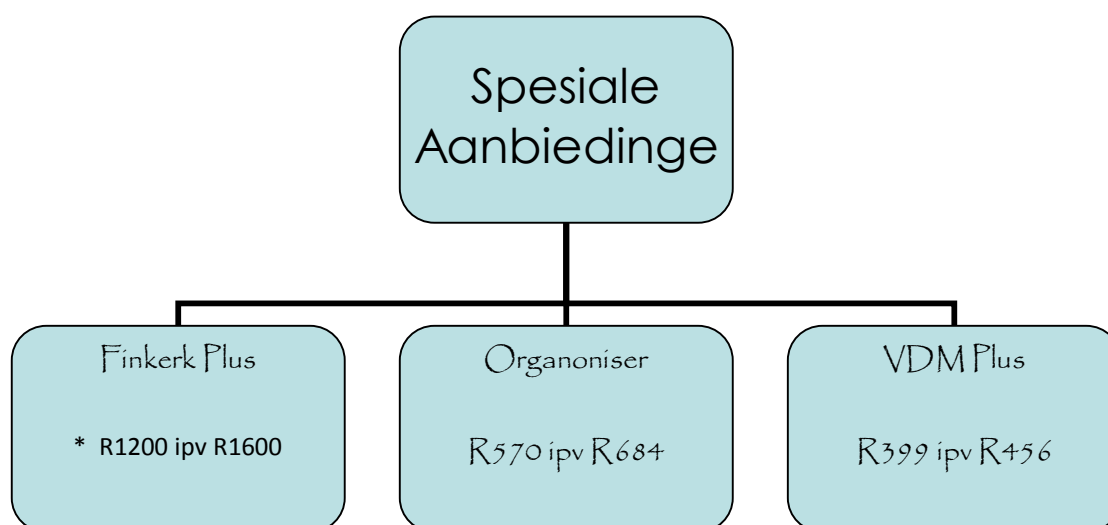 Spesiale
Aanbiedinge
Finkerk Plus
* R1200 ipv R1600
Organoniser
R570 ipv R684
VDM Plus
R399 ipv R456